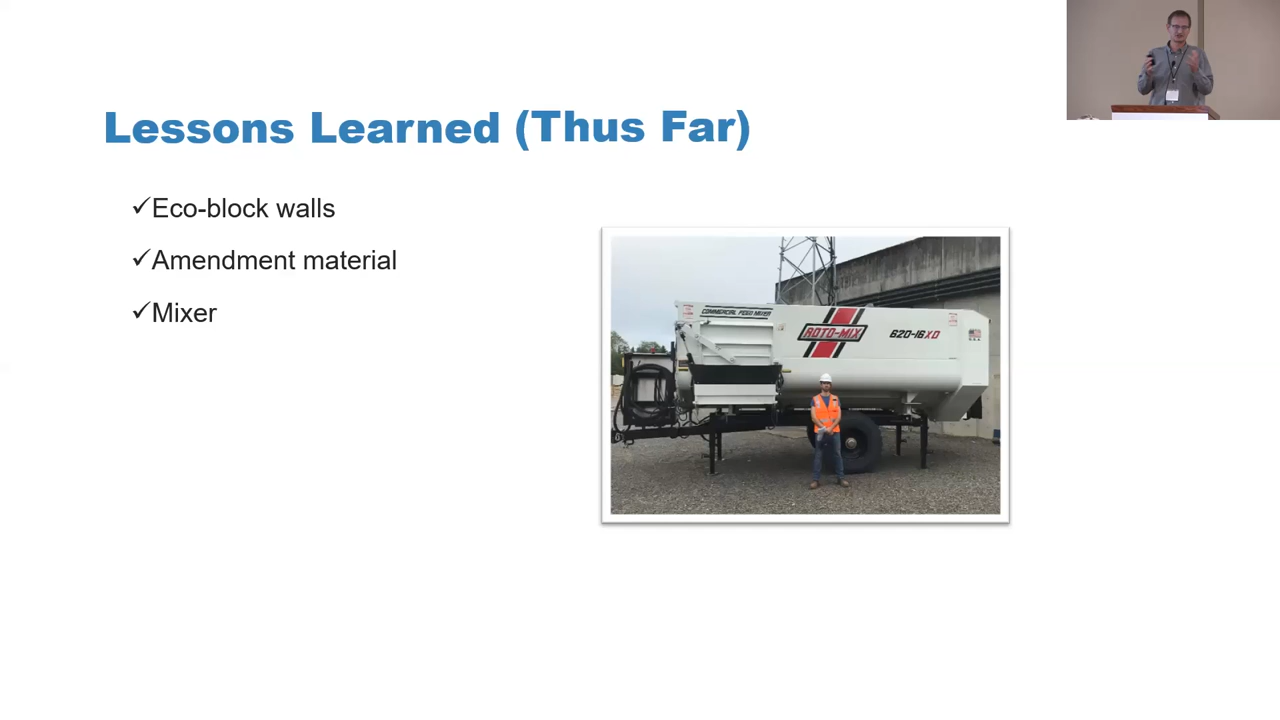 Lessons Learned (Thus Far)
✓Eco-block walls
✓Amendment material
✓Mixer
COMMERCIAL FEED MIXER
ROTO-MIX
620-16XD